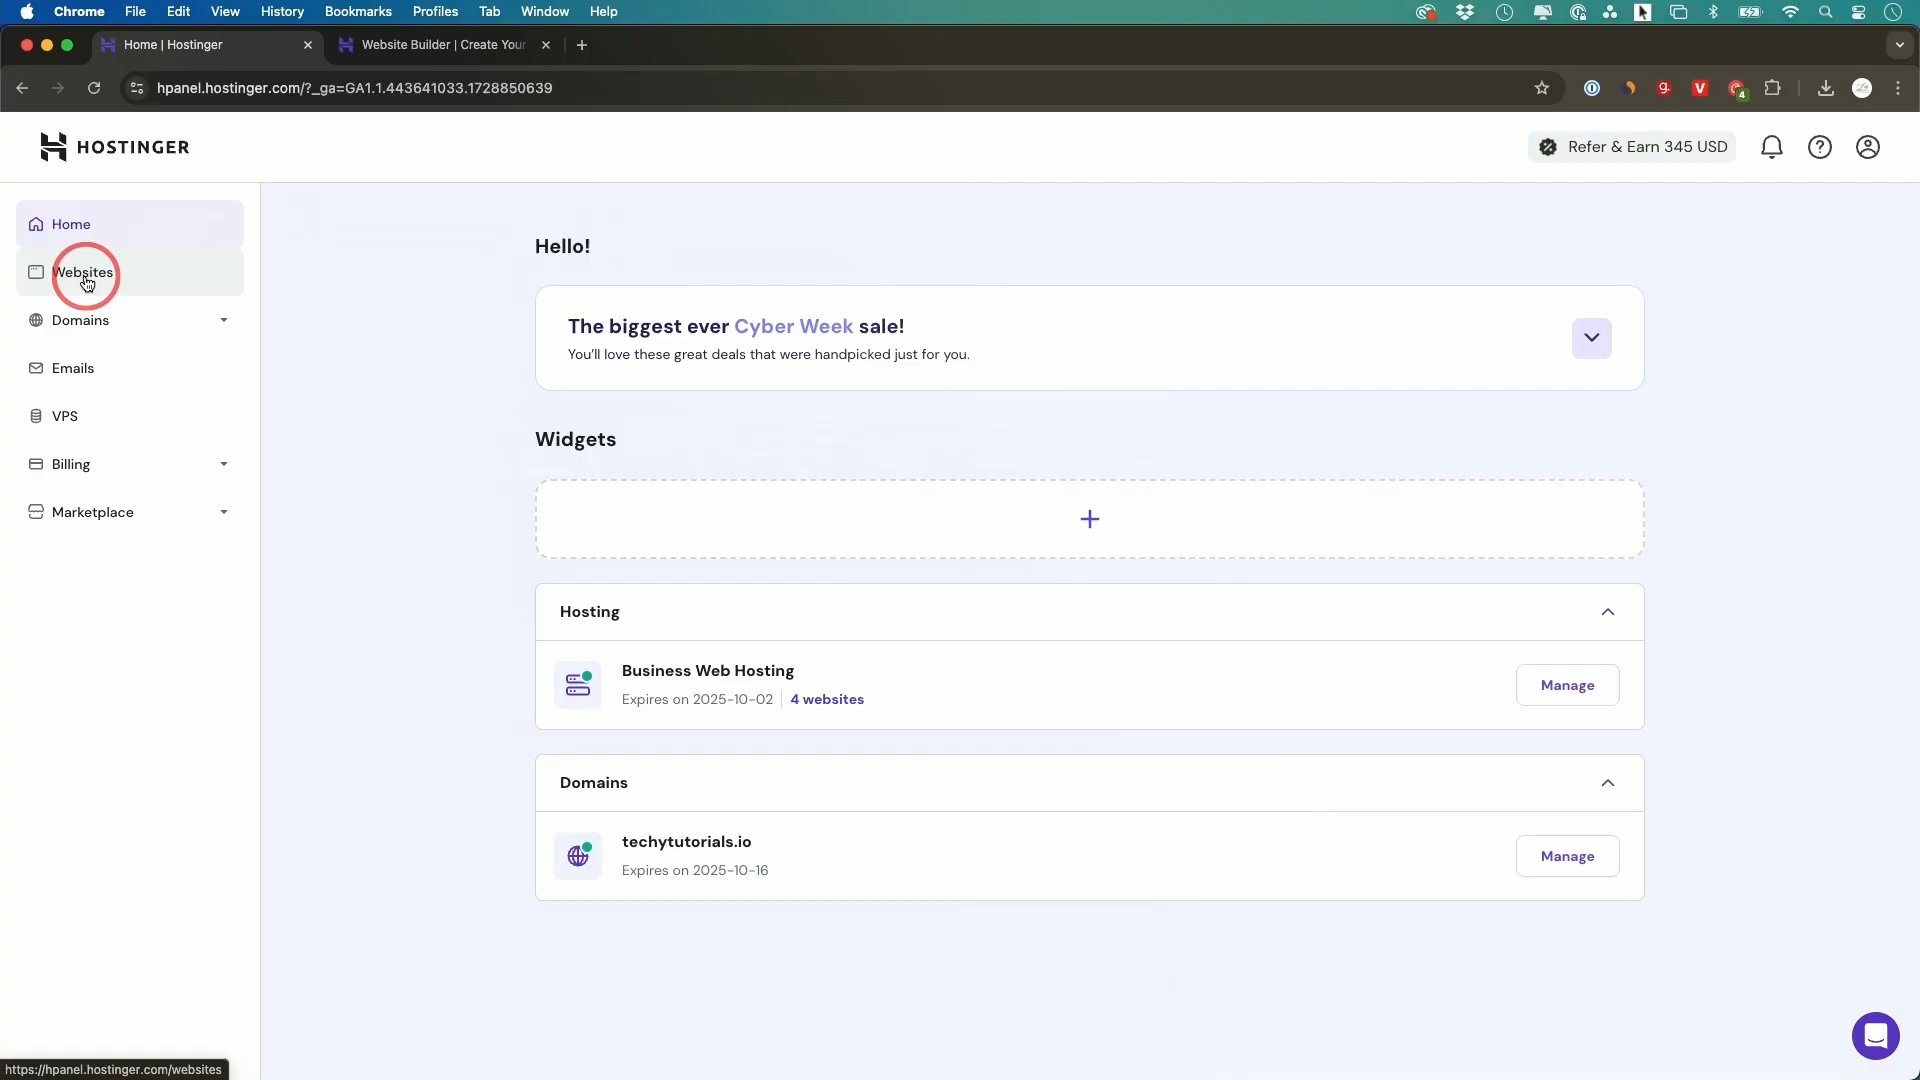 Chrome File Edit View History Bookmarks Profiles Tab Window Help
Home | Hostinger
Website Builder | Create Your
hpanel.hostinger.com/?_ga=GA1.1.443641033.1728850639
4
HOSTINGER
Refer & Earn 345 USD
Home
Websites
Domains
Emails
VPS
Billing
Marketplace
Hello!
The biggest ever Cyber Week sale!
You'll love these great deals that were handpicked just for you.
Widgets
Hosting
Business Web Hosting
Expires on 2025-10-02 | 4 websites
Manage
Domains
techytutorials.io
Expires on 2025-10-16
Manage
https://hpanel.hostinger.com/websites